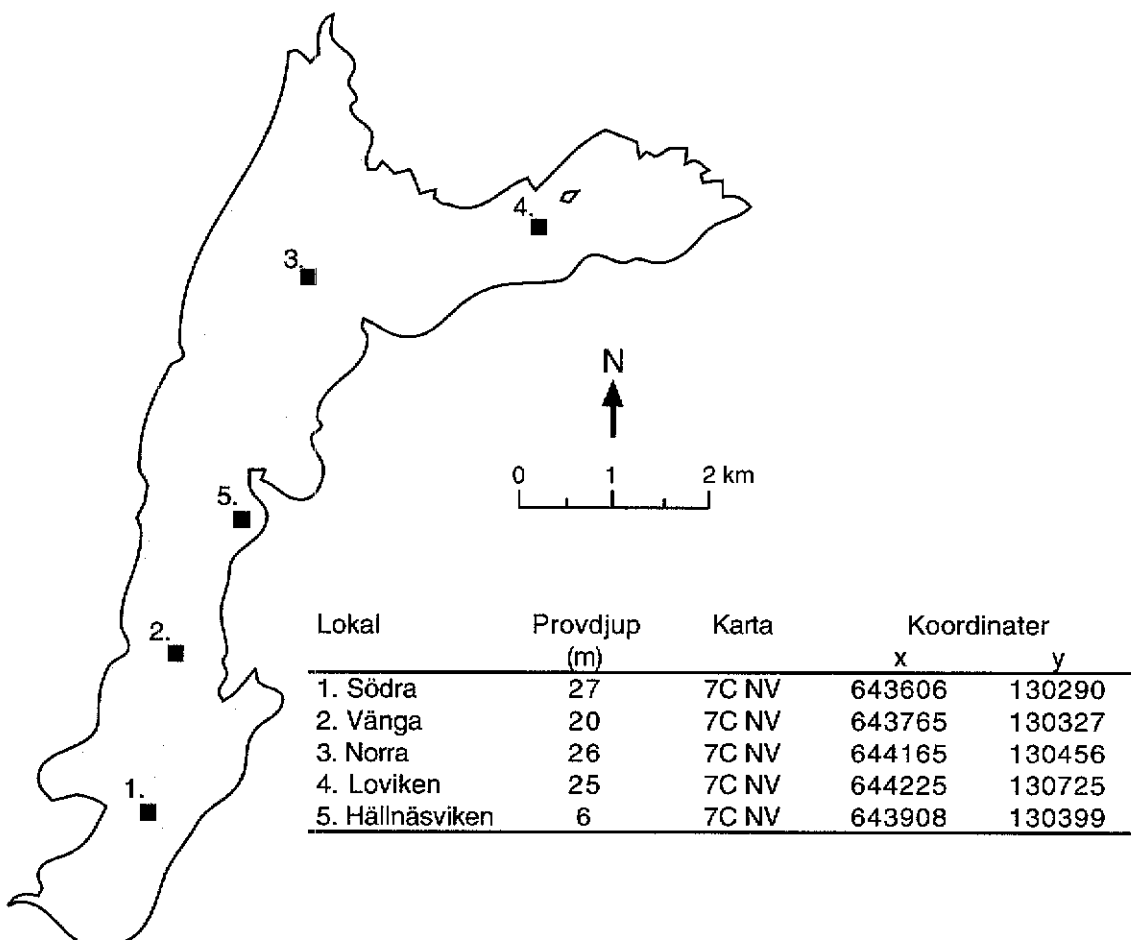 4.
3.
N
0 1 2 km
5.
2.
1.
Lokal Provdjup Karta Koordinater
(m) x y
1. Södra 27 7C NV 643606 130290
2. Vänga 20 7C NV 643765 130327
3. Norra 26 7C NV 644165 130456
4. Loviken 25 7C NV 644225 130725
5. Hällnäsviken 6 7C NV 643908 130399